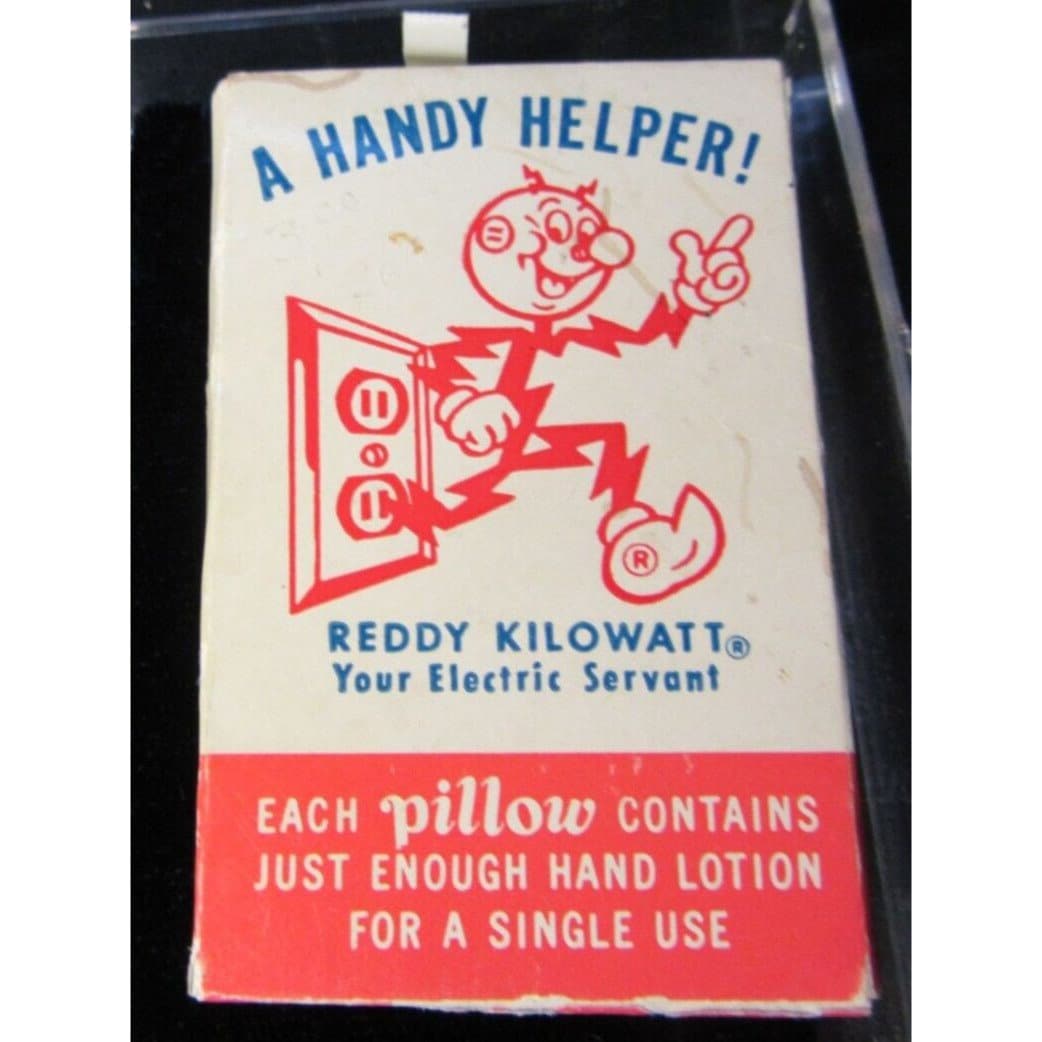 A HANDY HELPER!
®
REDDY KILOWATT®
Your Electric Servant
EACH pillow CONTAINS
JUST ENOUGH HAND LOTION
FOR A SINGLE USE